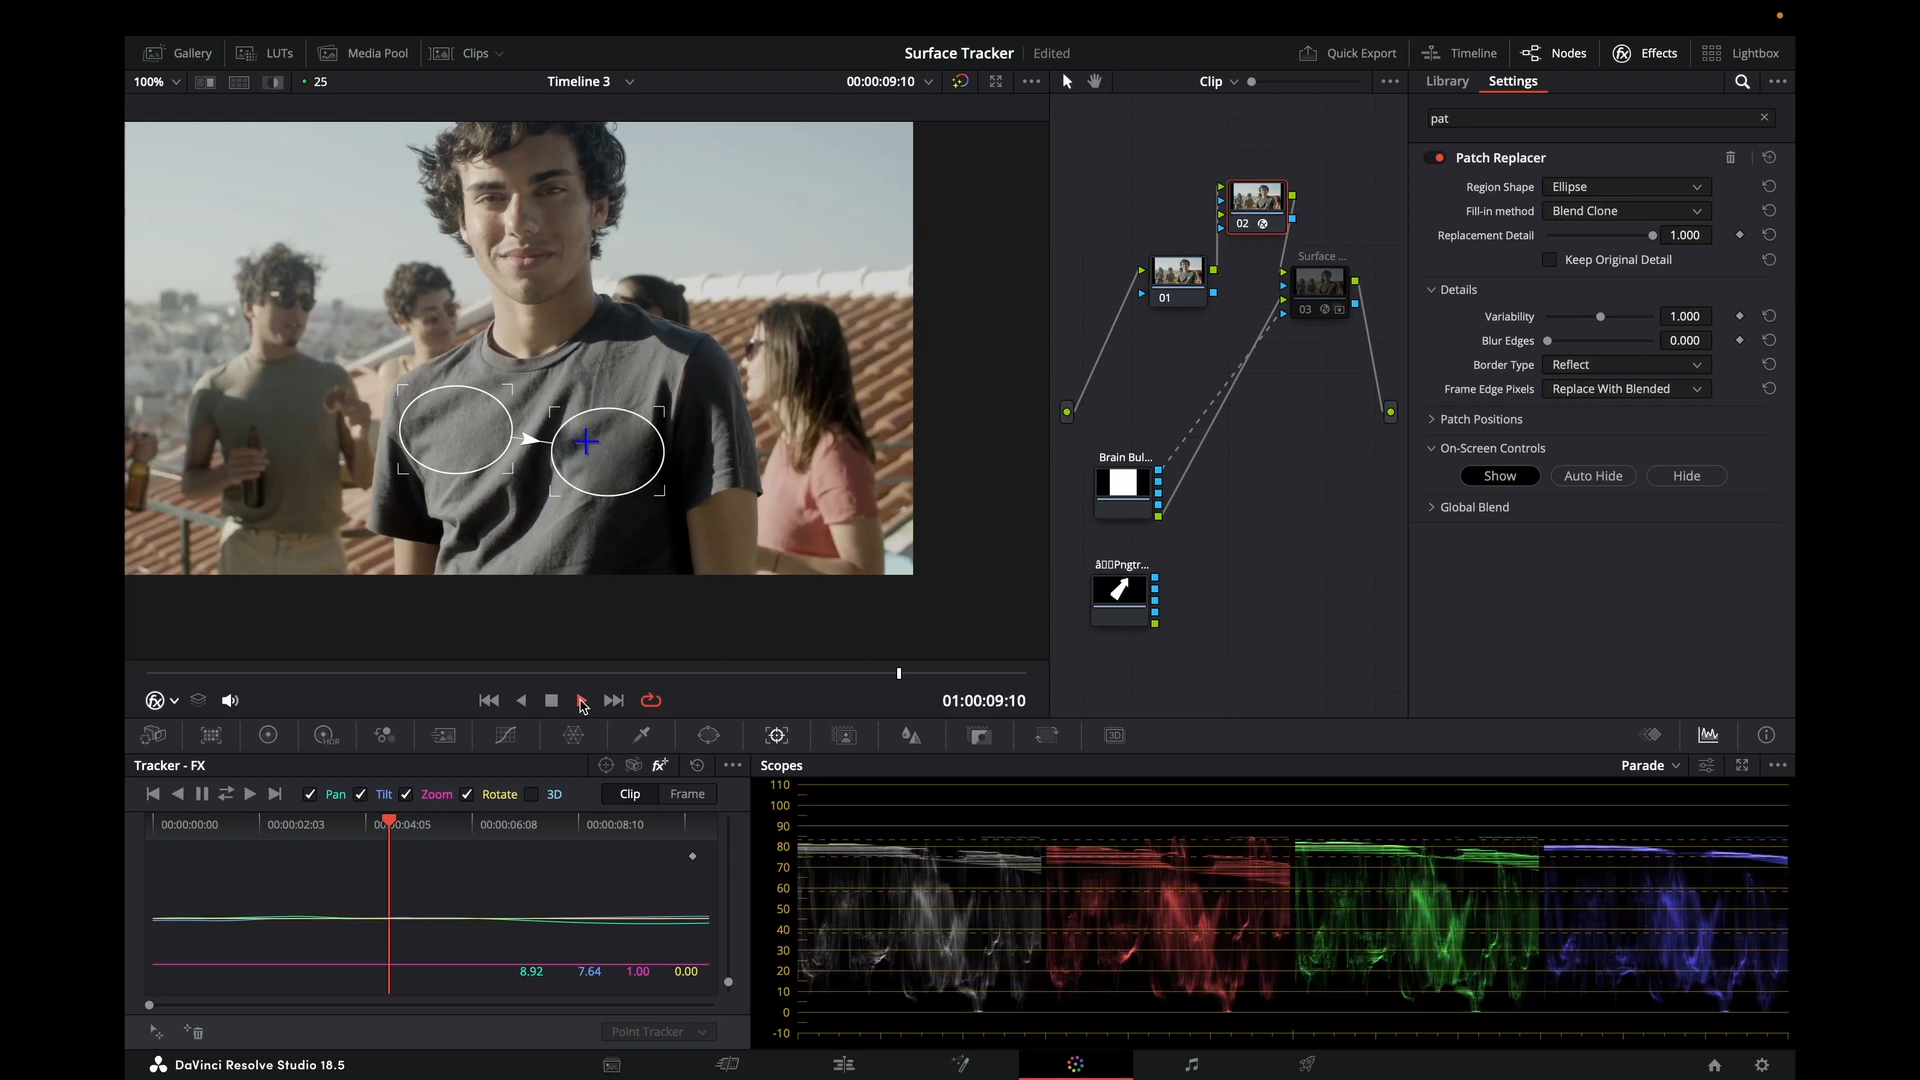 Gallery LUTs Media Pool Clips Surface Tracker Edited Quick Export Timeline Nodes Effects Lightbox
100% 25 Timeline 3 00:00:09:10 Clip Library Settings
pat
Patch Replacer
Region Shape Ellipse
Fill-in method Blend Clone
Replacement Detail 1.000
Keep Original Detail
Details
Variability 1.000
Blur Edges 0.000
Border Type Reflect
Frame Edge Pixels Replace With Blended
Patch Positions
On-Screen Controls
Show Auto Hide Hide
Global Blend
02
Surface ...
01
03
Brain Bul...
â▯▯Pngtr...
01:00:09:10
HDR
3D
Tracker - FX
Pan Tilt Zoom Rotate 3D Clip Frame
00:00:00:00 00:00:02:03 00:00:04:05 00:00:06:08 00:00:08:10
8.92 7.64 1.00 0.00
Point Tracker
Scopes Parade
110
100
90
80
70
60
50
40
30
20
10
0
-10
DaVinci Resolve Studio 18.5